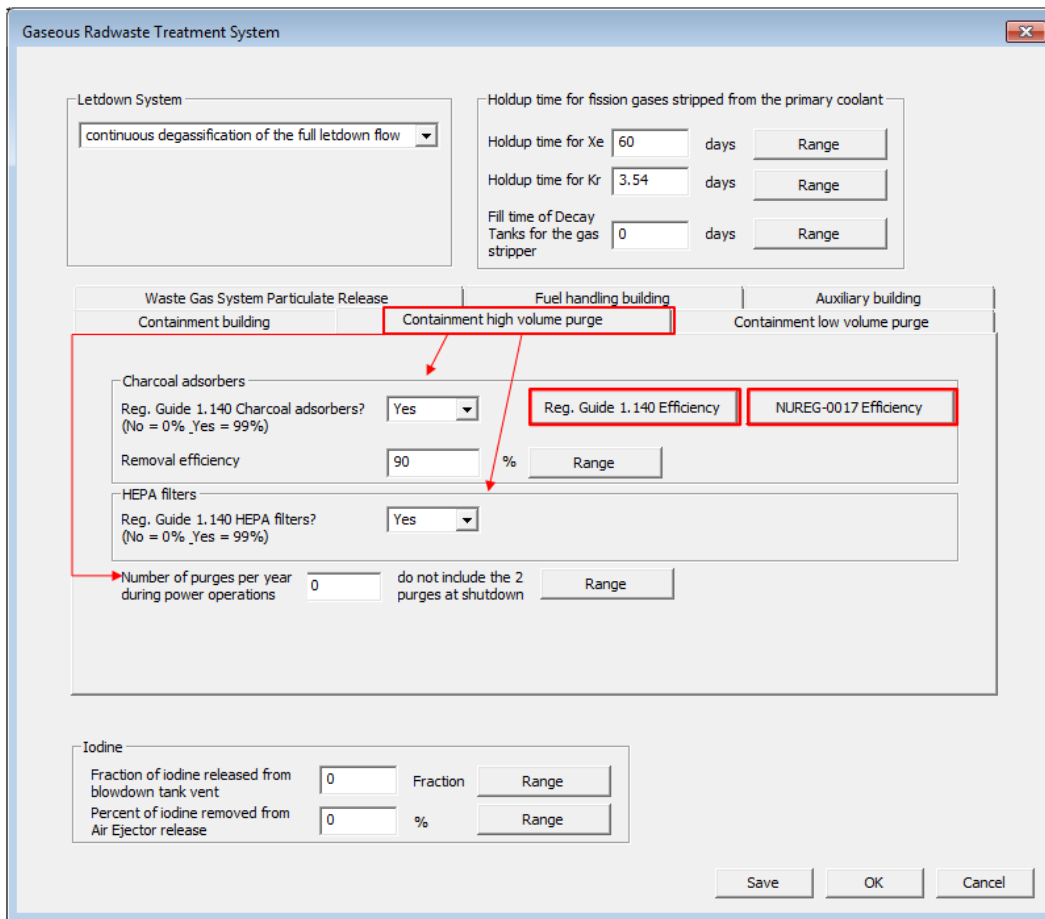 Gaseous Radwaste Treatment System
Letdown System
continuous degassification of the full letdown flow
Holdup time for fission gases stripped from the primary coolant
Holdup time for Xe 60 days Range
Holdup time for Kr 3.54 days Range
Fill time of Decay
Tanks for the gas 0 days Range
stripper
Waste Gas System Particulate Release Fuel handling building Auxiliary building
Containment building Containment high volume purge Containment low volume purge
Charcoal adsorbers
Reg. Guide 1.140 Charcoal adsorbers? Yes Reg. Guide 1.140 Efficiency NUREG-0017 Efficiency
(No = 0% _Yes = 99%)
Removal efficiency 90 % Range
HEPA filters
Reg. Guide 1.140 HEPA filters? Yes
(No = 0% _Yes = 99%)
Number of purges per year 0 do not include the 2 Range
during power operations purges at shutdown
Iodine
Fraction of iodine released from 0 Fraction Range
blowdown tank vent
Percent of iodine removed from 0 % Range
Air Ejector release
Save OK Cancel